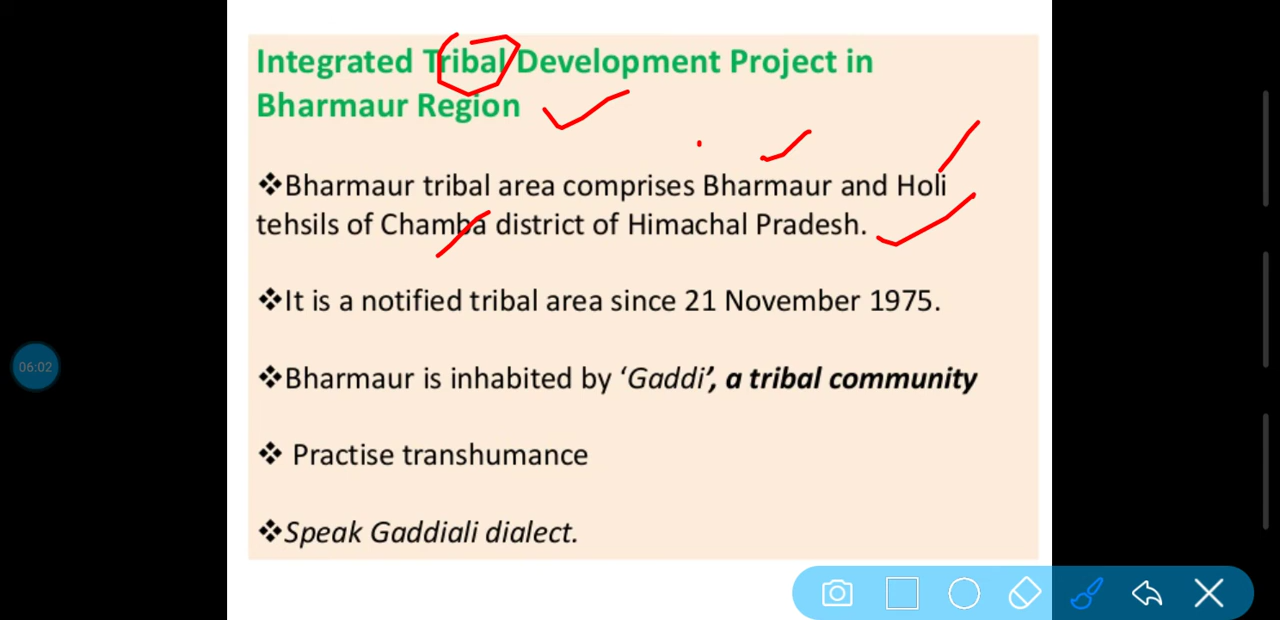 Integrated Tribal Development Project in
Bharmaur Region
❖Bharmaur tribal area comprises Bharmaur and Holi
tehsils of Chamba district of Himachal Pradesh.
❖It is a notified tribal area since 21 November 1975.
❖Bharmaur is inhabited by ‘Gaddi’, a tribal community
❖ Practise transhumance
❖Speak Gaddiali dialect.
06:02